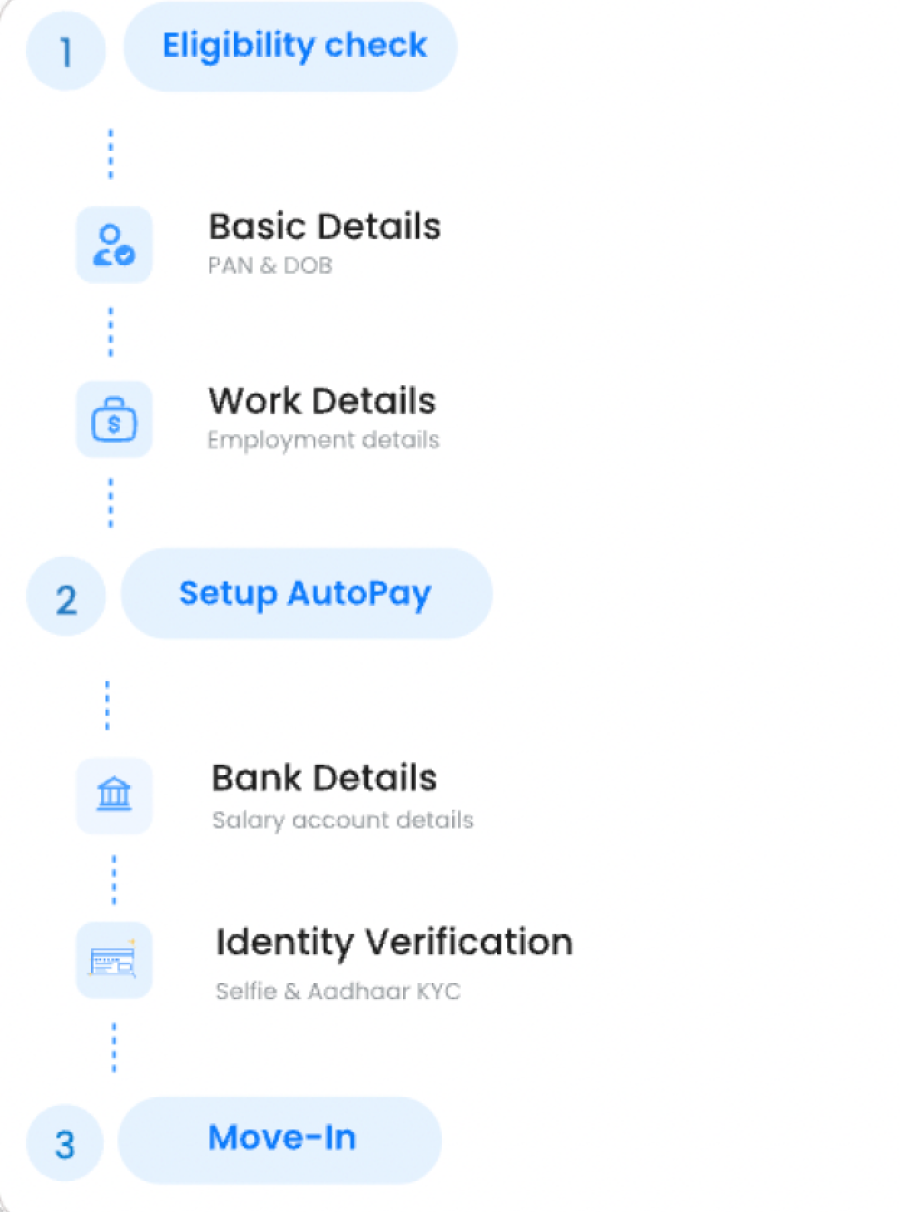 1
Eligibility check
Basic Details
PAN & DOB
Work Details
Employment details
2
Setup AutoPay
Bank Details
Salary account details
Identity Verification
Selfie & Aadhaar KYC
3
Move-In